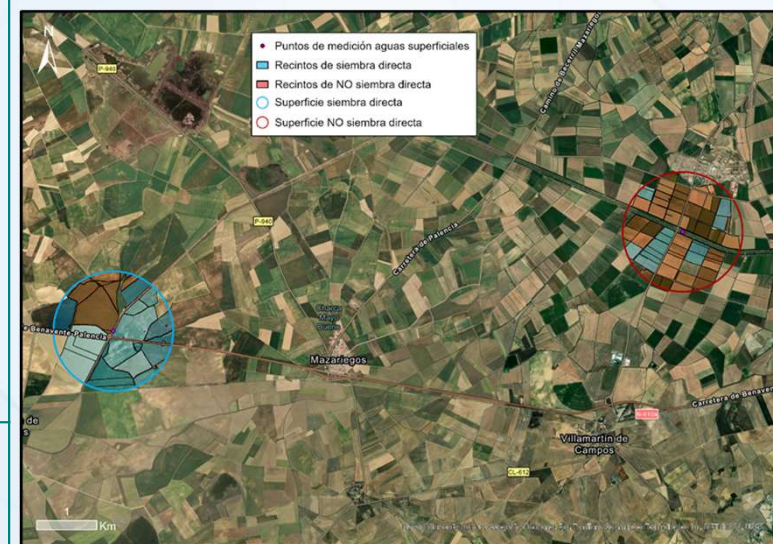 N
Puntos de medición aguas superficiales
Recintos de siembra directa
Recintos de NO siembra directa
Superficie siembra directa
Superficie NO siembra directa
P-940
Camino de Becerril Mazariegos
P-940
Carretera de Palencia
Benavente-Palencia
Mazariegos
Carretera de Benavente
Villamartín de
Campos
CL-612
de
s
1
Km